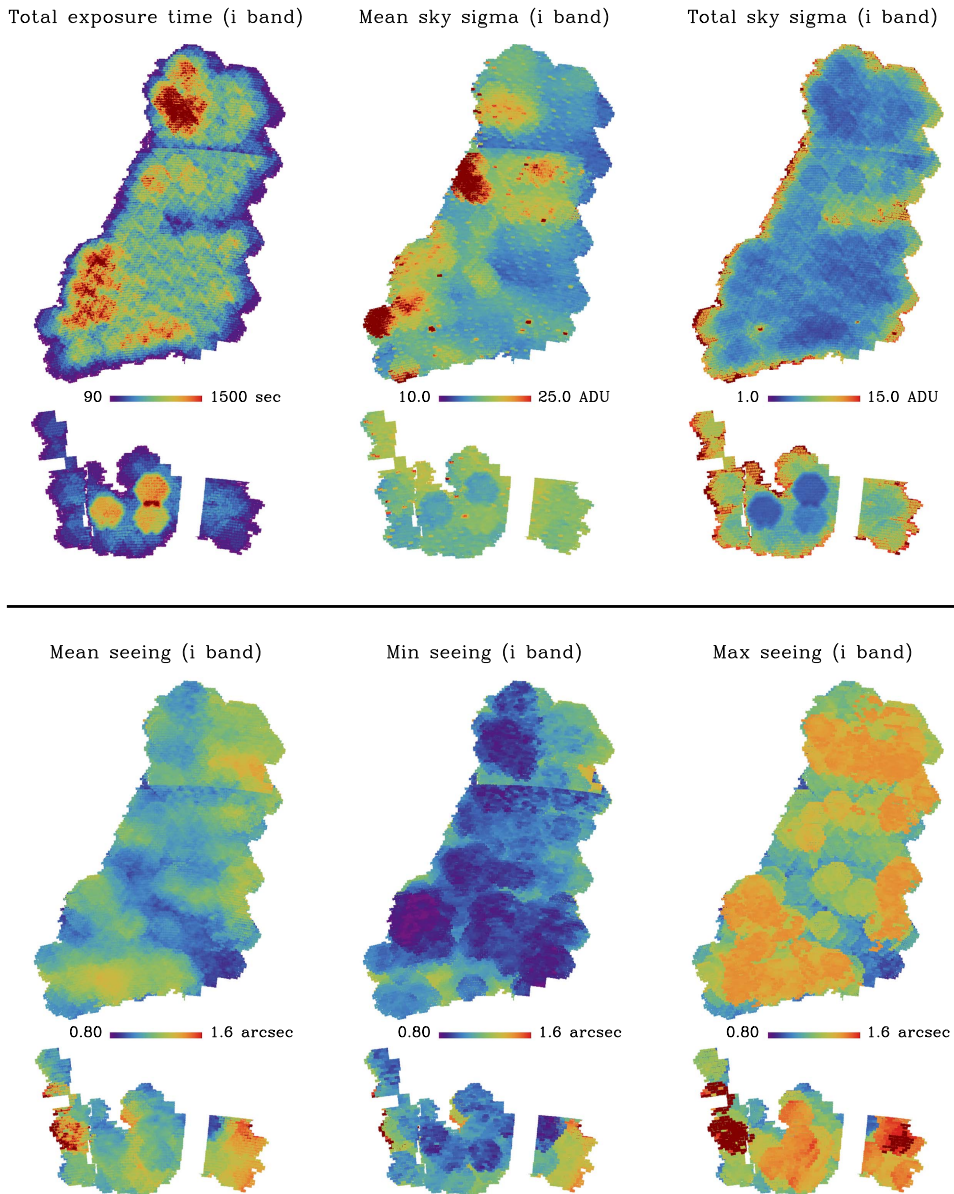 Total exposure time (i band)
Mean sky sigma (i band)
Total sky sigma (i band)
90 1500 sec
10.0 25.0 ADU
1.0 15.0 ADU
Mean seeing (i band)
Min seeing (i band)
Max seeing (i band)
0.80 1.6 arcsec
0.80 1.6 arcsec
0.80 1.6 arcsec